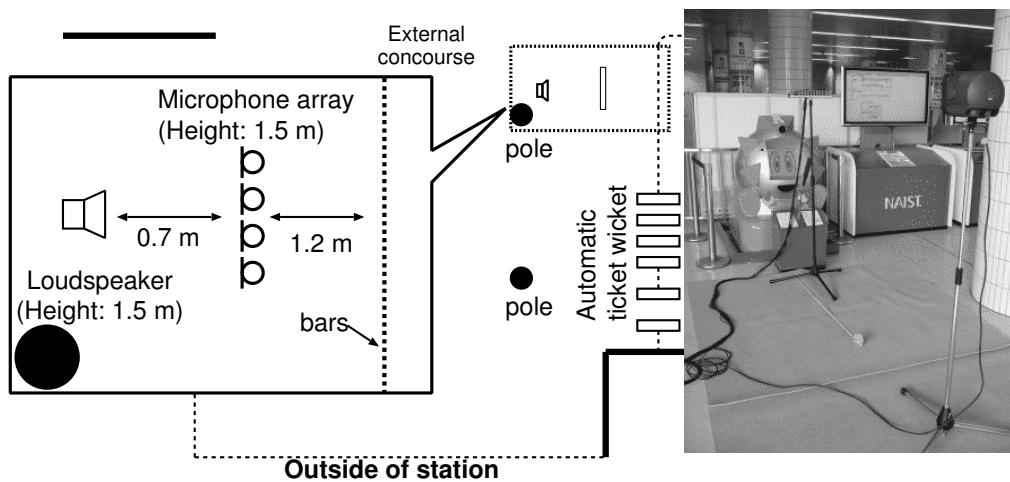 External
concourse
Microphone array
(Height: 1.5 m)
0.7 m
1.2 m
Loudspeaker
(Height: 1.5 m)
bars
pole
pole
Automatic
ticket wicket
Outside of station
NAIST